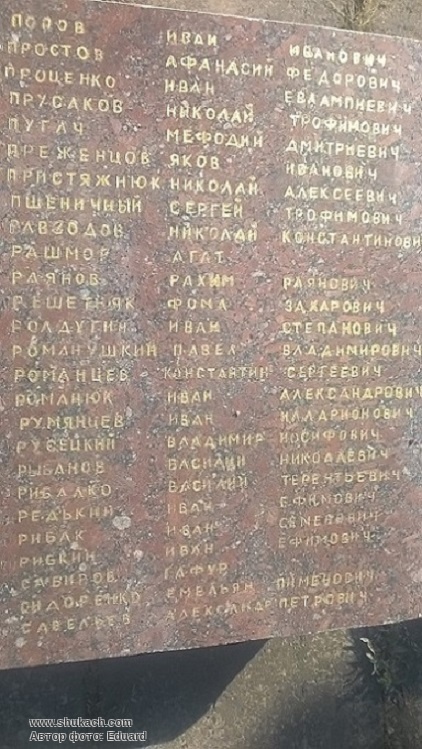 ПОРОВ ИВАН ИВАНОВИЧ
ПРОСТОВ АФАНАСИЙ ФЕДОРОВИЧ
ПРОЦЕНКО ИВАН ЕВЛАМПИЕВИЧ
ПРУСАКОВ НИКОЛАЙ ТРОФИМОВИЧ
ПУГАЧ МЕФОДИЙ ДМИТРИЕВИЧ
ПРЕЖЕНЦОВ ЯКОВ ИВАНОВИЧ
ПРИСТЯЖНЮК НИКОЛАЙ АЛЕКСЕЕВИЧ
ПШЕНИЧНЫЙ СЕРГЕЙ ТРОФИМОВИЧ
НИКОЛАЙ КОНСТАНТИНОВИ
РАШМОР АГАТ
РАЯНОВ РАХИМ РАЯНОВИЧ
РЕШЕТНЯК ФОМА ЗАХАРОВИЧ
РОЛДУГИН ИВАН СТЕПАНОВИЧ
РОМАНУШКИЙ ПАВЕЛ ВЛАДИМИРОВИЧ
РОМАНЦЕВ КОНСТАНТИН СЕРГЕЕВИЧ
РОМАНЮК ИВАН АЛЕКСАНДРОВИЧ
РУМЯНЦЕВ ИВАН ИЛЛАРИОНОВИЧ
РУСЕЦКИЙ ВЛАДИМИР ИОСИФОВИЧ
РЫБАНОВ ВАСИЛИЙ НИКОЛАЕВИЧ
РИБАЛКО ВАСИЛИЙ ТЕРЕНТЬЕВИЧ
РЕДЬКИН ИВАН ЕФИМОВИЧ
РИБАК ИВАН СЕМЕНОВИЧ
РИБКИН ИВАН ЕФИМОВИЧ
САБИРОВ ГАФУР
СИДОРЕНКО ЕМЕЛЬЯН ПИМЕНОВИЧ
САВЕЛЬЕВ АЛЕКСАНДР ПЕТРОВИЧ
www.shukach.com
Автор фото: Eduard